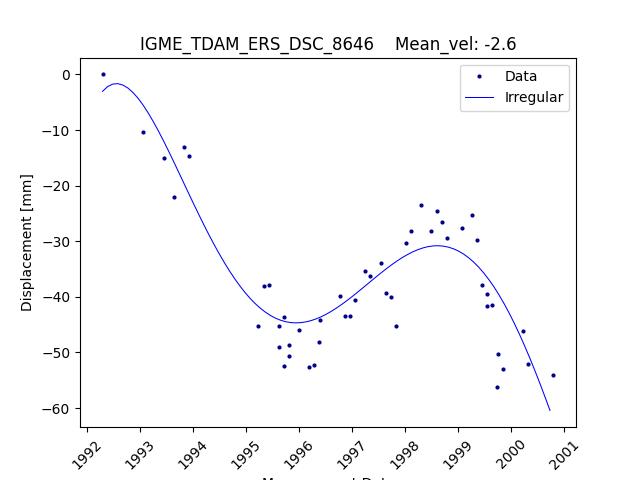 IGME_TDAM_ERS_DSC_8646    Mean_vel: -2.6
Data
Irregular
Displacement [mm]
0
−10
−20
−30
−40
−50
−60
1992 1993 1994 1995 1996 1997 1998 1999 2000 2001